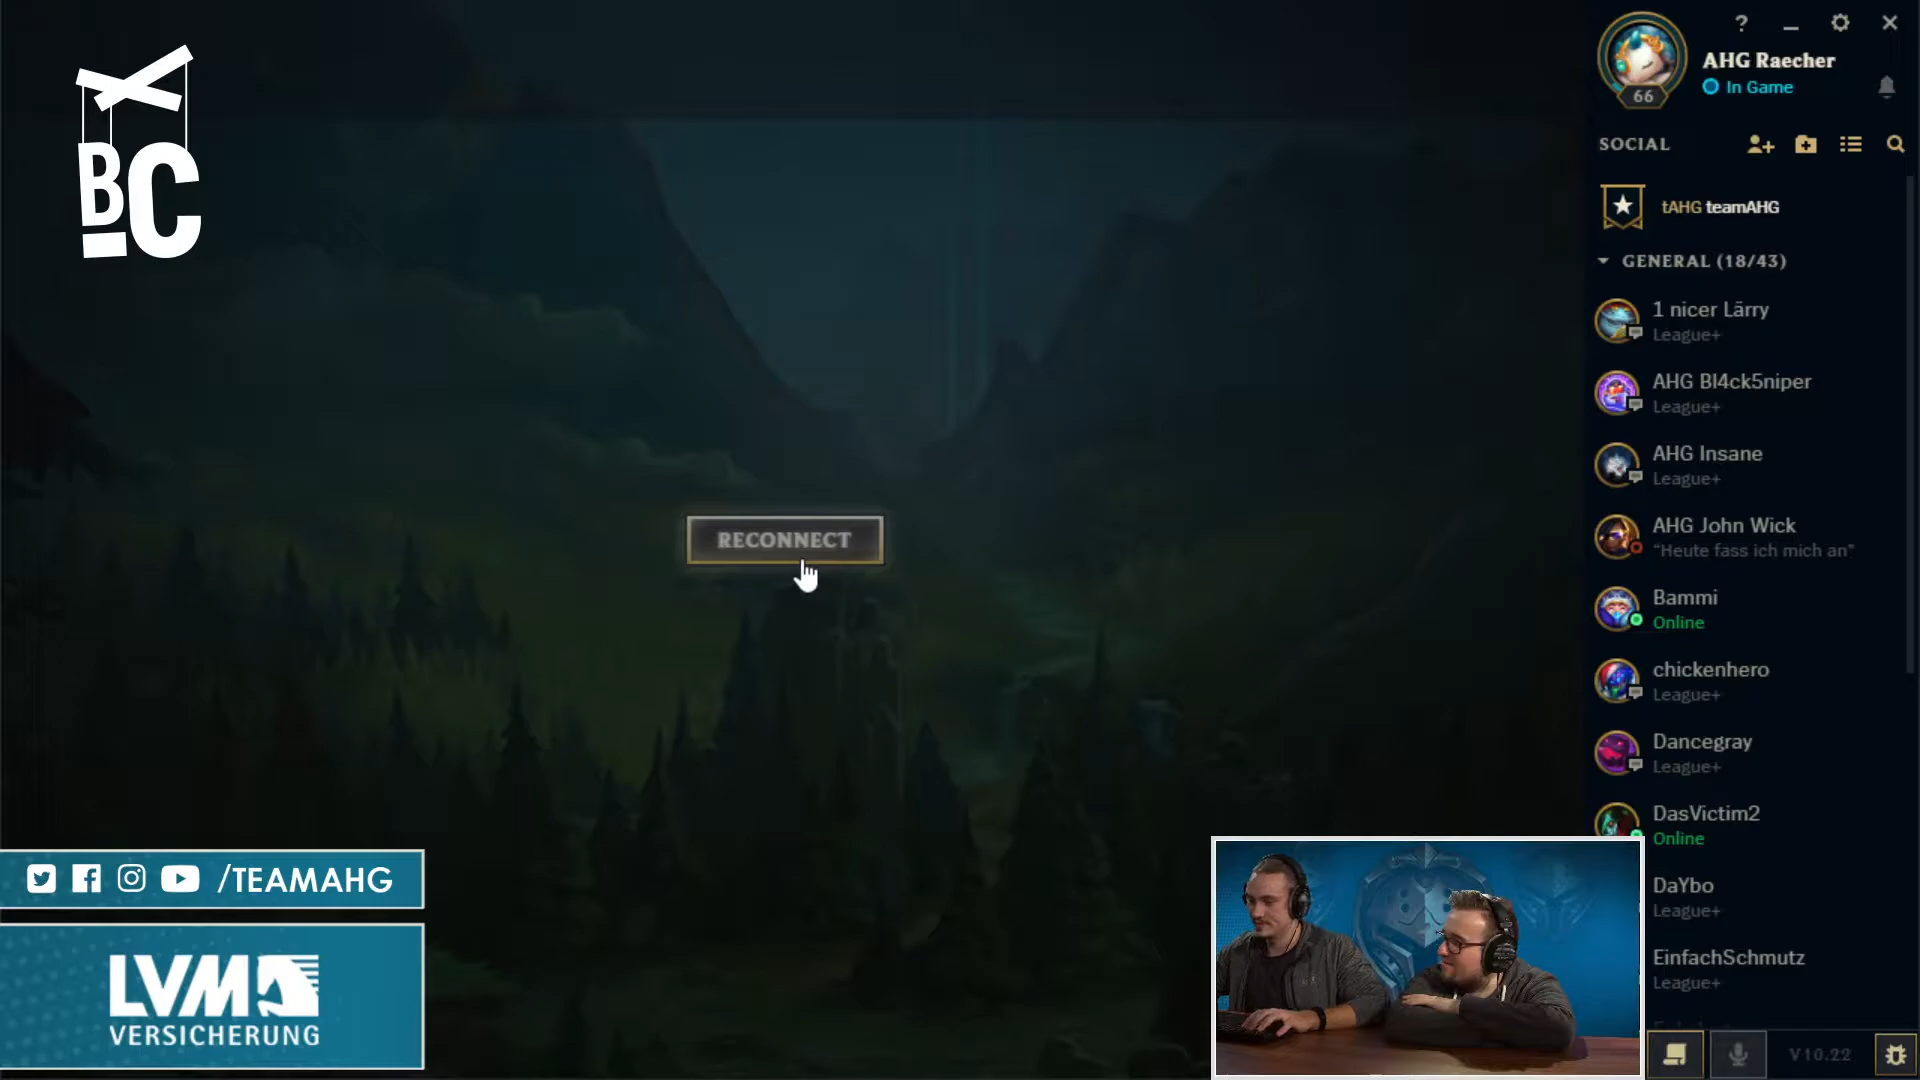 BC
RECONNECT
/TEAMAHG
LVM
VERSICHERUNG
?
AHG Raecher
In Game
66
SOCIAL
tAHG teamAHG
GENERAL (18/43)
1 nicer Lärry
League+
AHG Bl4ck5niper
League+
AHG Insane
League+
AHG John Wick
"Heute fass ich mich an"
Bammi
Online
chickenhero
League+
Dancegray
League+
DasVictim2
Online
DaYbo
League+
EinfachSchmutz
League+
V10.22